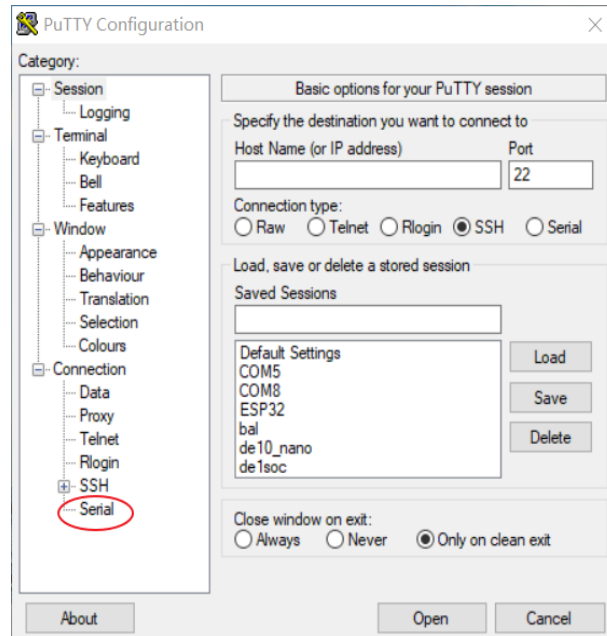 PuTTY Configuration
Category:
Session
Logging
Terminal
Keyboard
Bell
Features
Window
Appearance
Behaviour
Translation
Selection
Colours
Connection
Data
Proxy
Telnet
Rlogin
SSH
Serial
Basic options for your PuTTY session
Specify the destination you want to connect to
Host Name (or IP address) Port
22
Connection type:
Raw Telnet Rlogin SSH Serial
Load, save or delete a stored session
Saved Sessions
Default Settings
COM5
COM8
ESP32
bal
de10_nano
de1soc
Load
Save
Delete
Close window on exit:
Always Never Only on clean exit
About Open Cancel